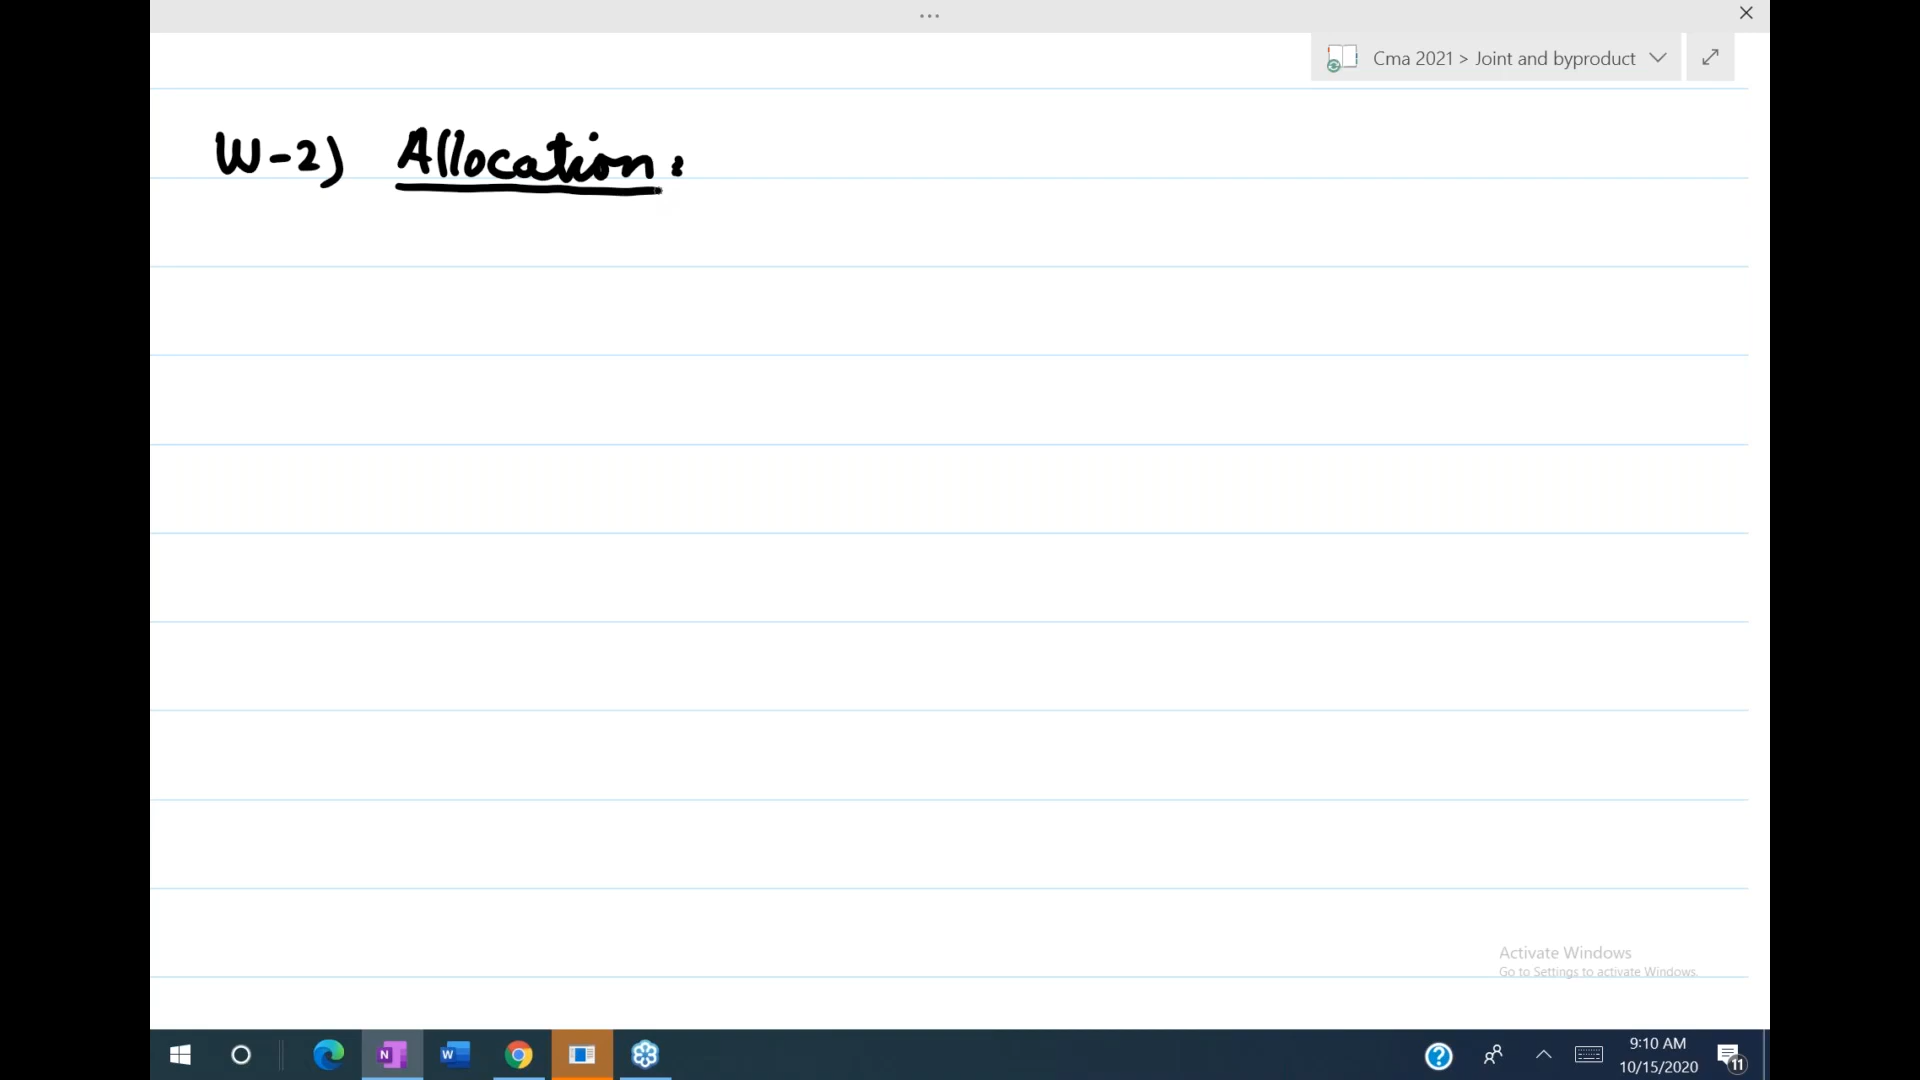 ...
Cma 2021 > Joint and byproduct
W-2) Allocation:
Activate Windows
Go to Settings to activate Windows.
N
W
?
9:10 AM
10/15/2020
11